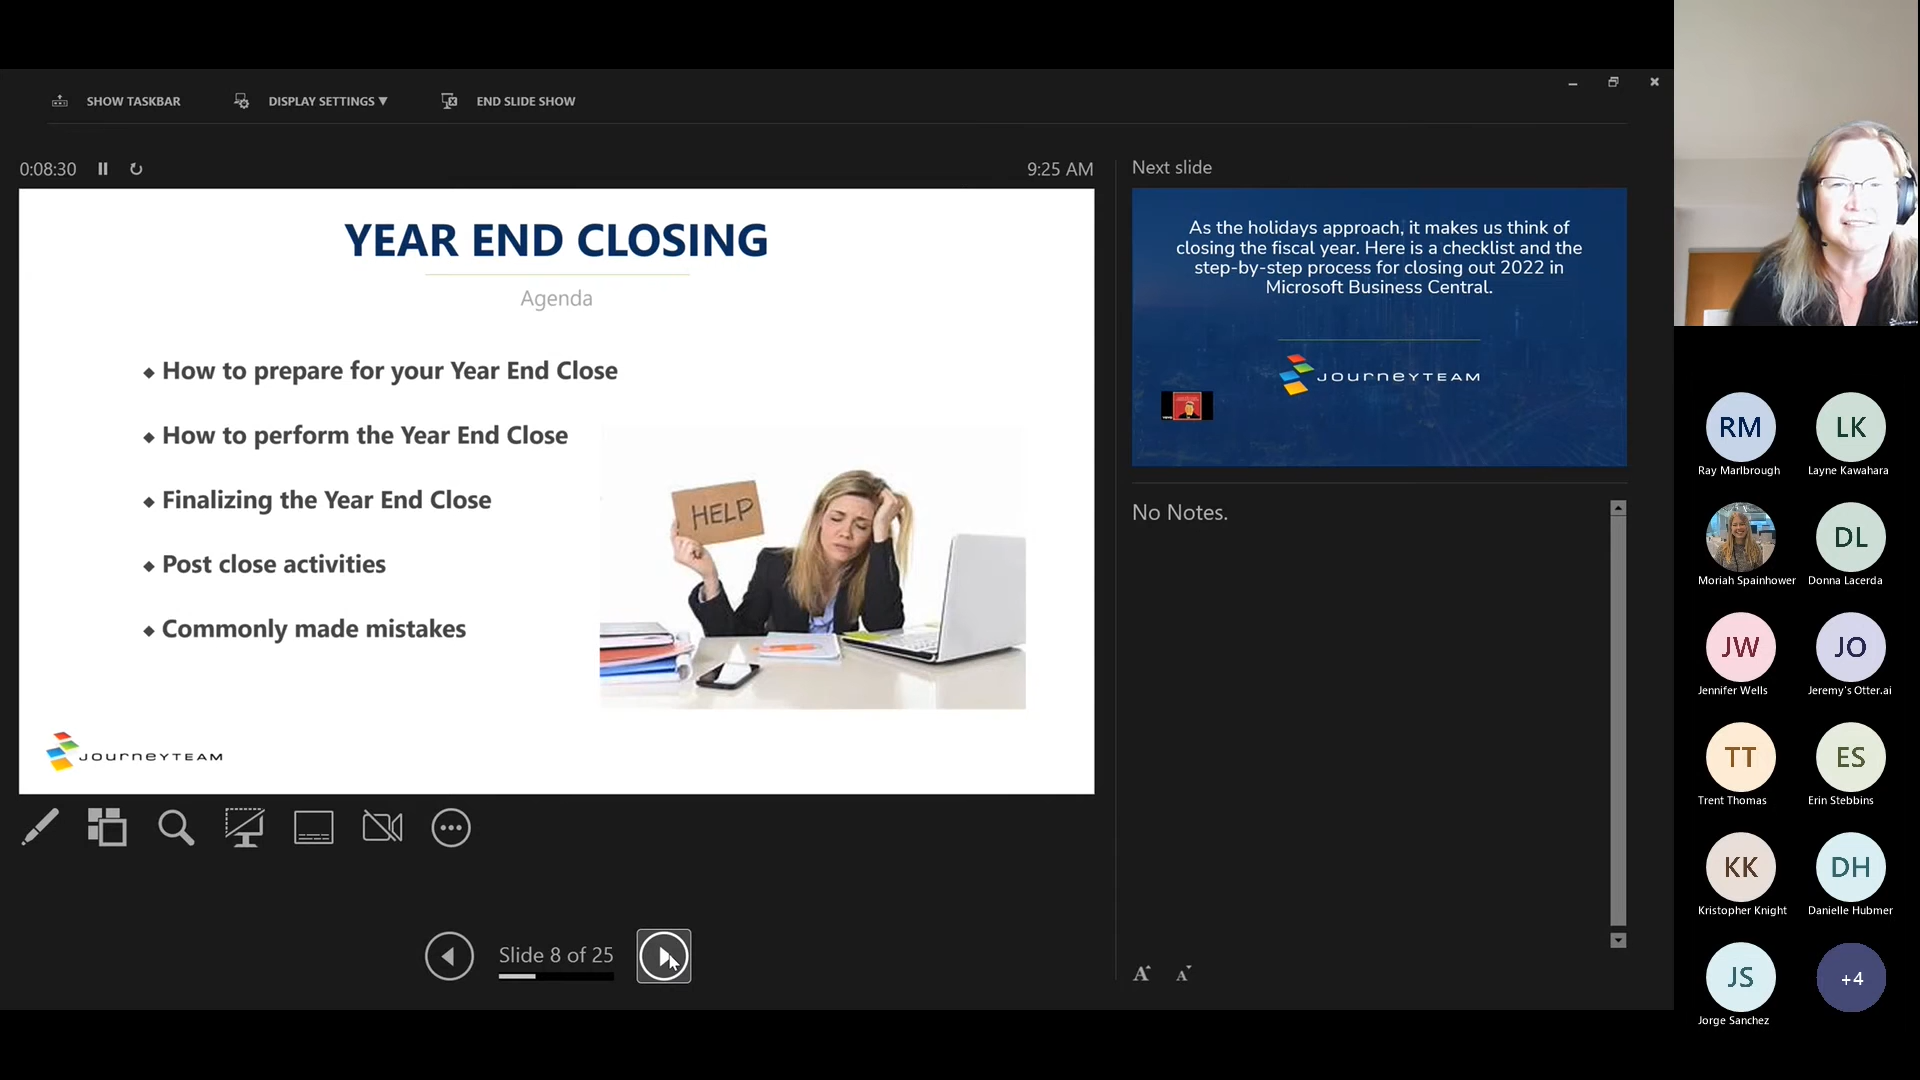 SHOW TASKBAR
DISPLAY SETTINGS ▼
END SLIDE SHOW
0:08:30
9:25 AM
YEAR END CLOSING
Agenda
◆ How to prepare for your Year End Close
◆ How to perform the Year End Close
◆ Finalizing the Year End Close
◆ Post close activities
◆ Commonly made mistakes
HELP
JOURNEYTEAM
Slide 8 of 25
Next slide
As the holidays approach, it makes us think of
closing the fiscal year. Here is a checklist and the
step-by-step process for closing out 2022 in
Microsoft Business Central.
JOURNEYTEAM
No Notes.
A A
RM
Ray Marlbrough
LK
Layne Kawahara
Moriah Spainhower
DL
Donna Lacerda
JW
Jennifer Wells
JO
Jeremy's Otter.ai
TT
Trent Thomas
ES
Erin Stebbins
KK
Kristopher Knight
DH
Danielle Hubmer
JS
Jorge Sanchez
+4